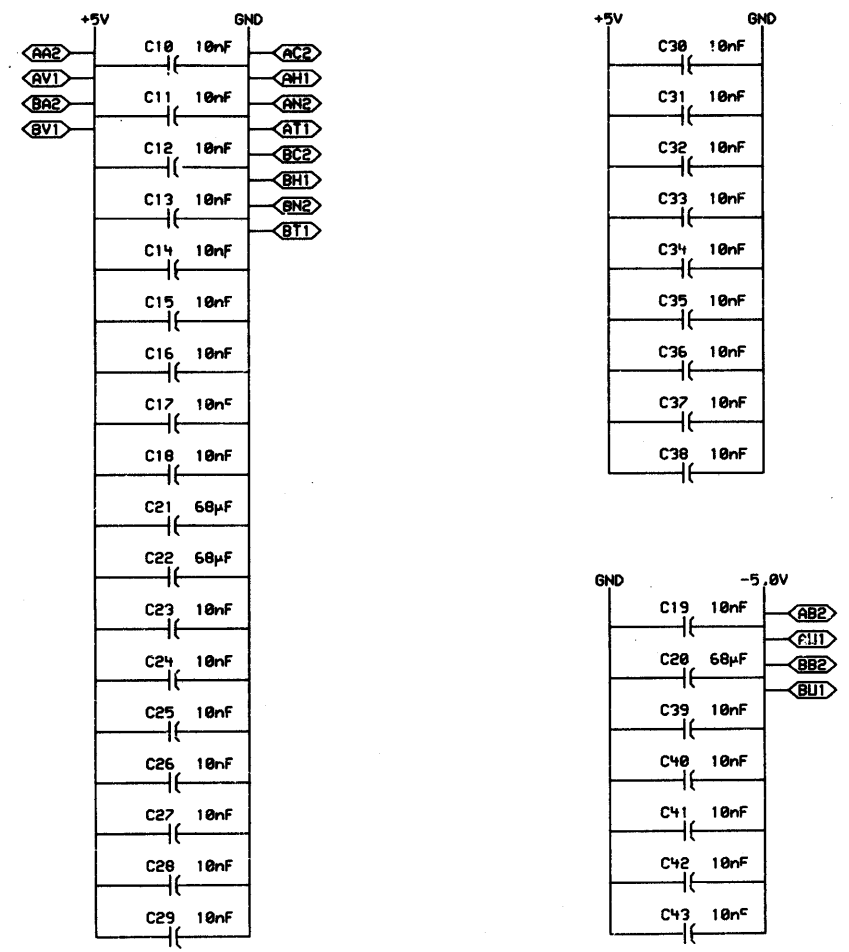 +5V GND
AA2 C10 10nF AC2
AV1 AH1
BA2 C11 10nF AN2
BV1 AT1
C12 10nF BC2
BH1
C13 10nF BN2
BT1
C14 10nF
C15 10nF
C16 10nF
C17 10nF
C18 10nF
C21 68µF
C22 68µF
C23 10nF
C24 10nF
C25 10nF
C26 10nF
C27 10nF
C28 10nF
C29 10nF
+5V GND
C30 10nF
C31 10nF
C32 10nF
C33 10nF
C34 10nF
C35 10nF
C36 10nF
C37 10nF
C38 10nF
GND -5.0V
C19 10nF AB2
C20 68µF BB2
BU1
C39 10nF
C40 10nF
C41 10nF
C42 10nF
C43 10nF